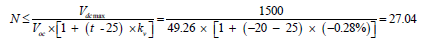 N ≤ V_dcmax / (V_oc × [1 + (t - 25) × k_v]) = 1500 / (49.26 × [1 + (−20 − 25) × (−0.28%)]) = 27.04